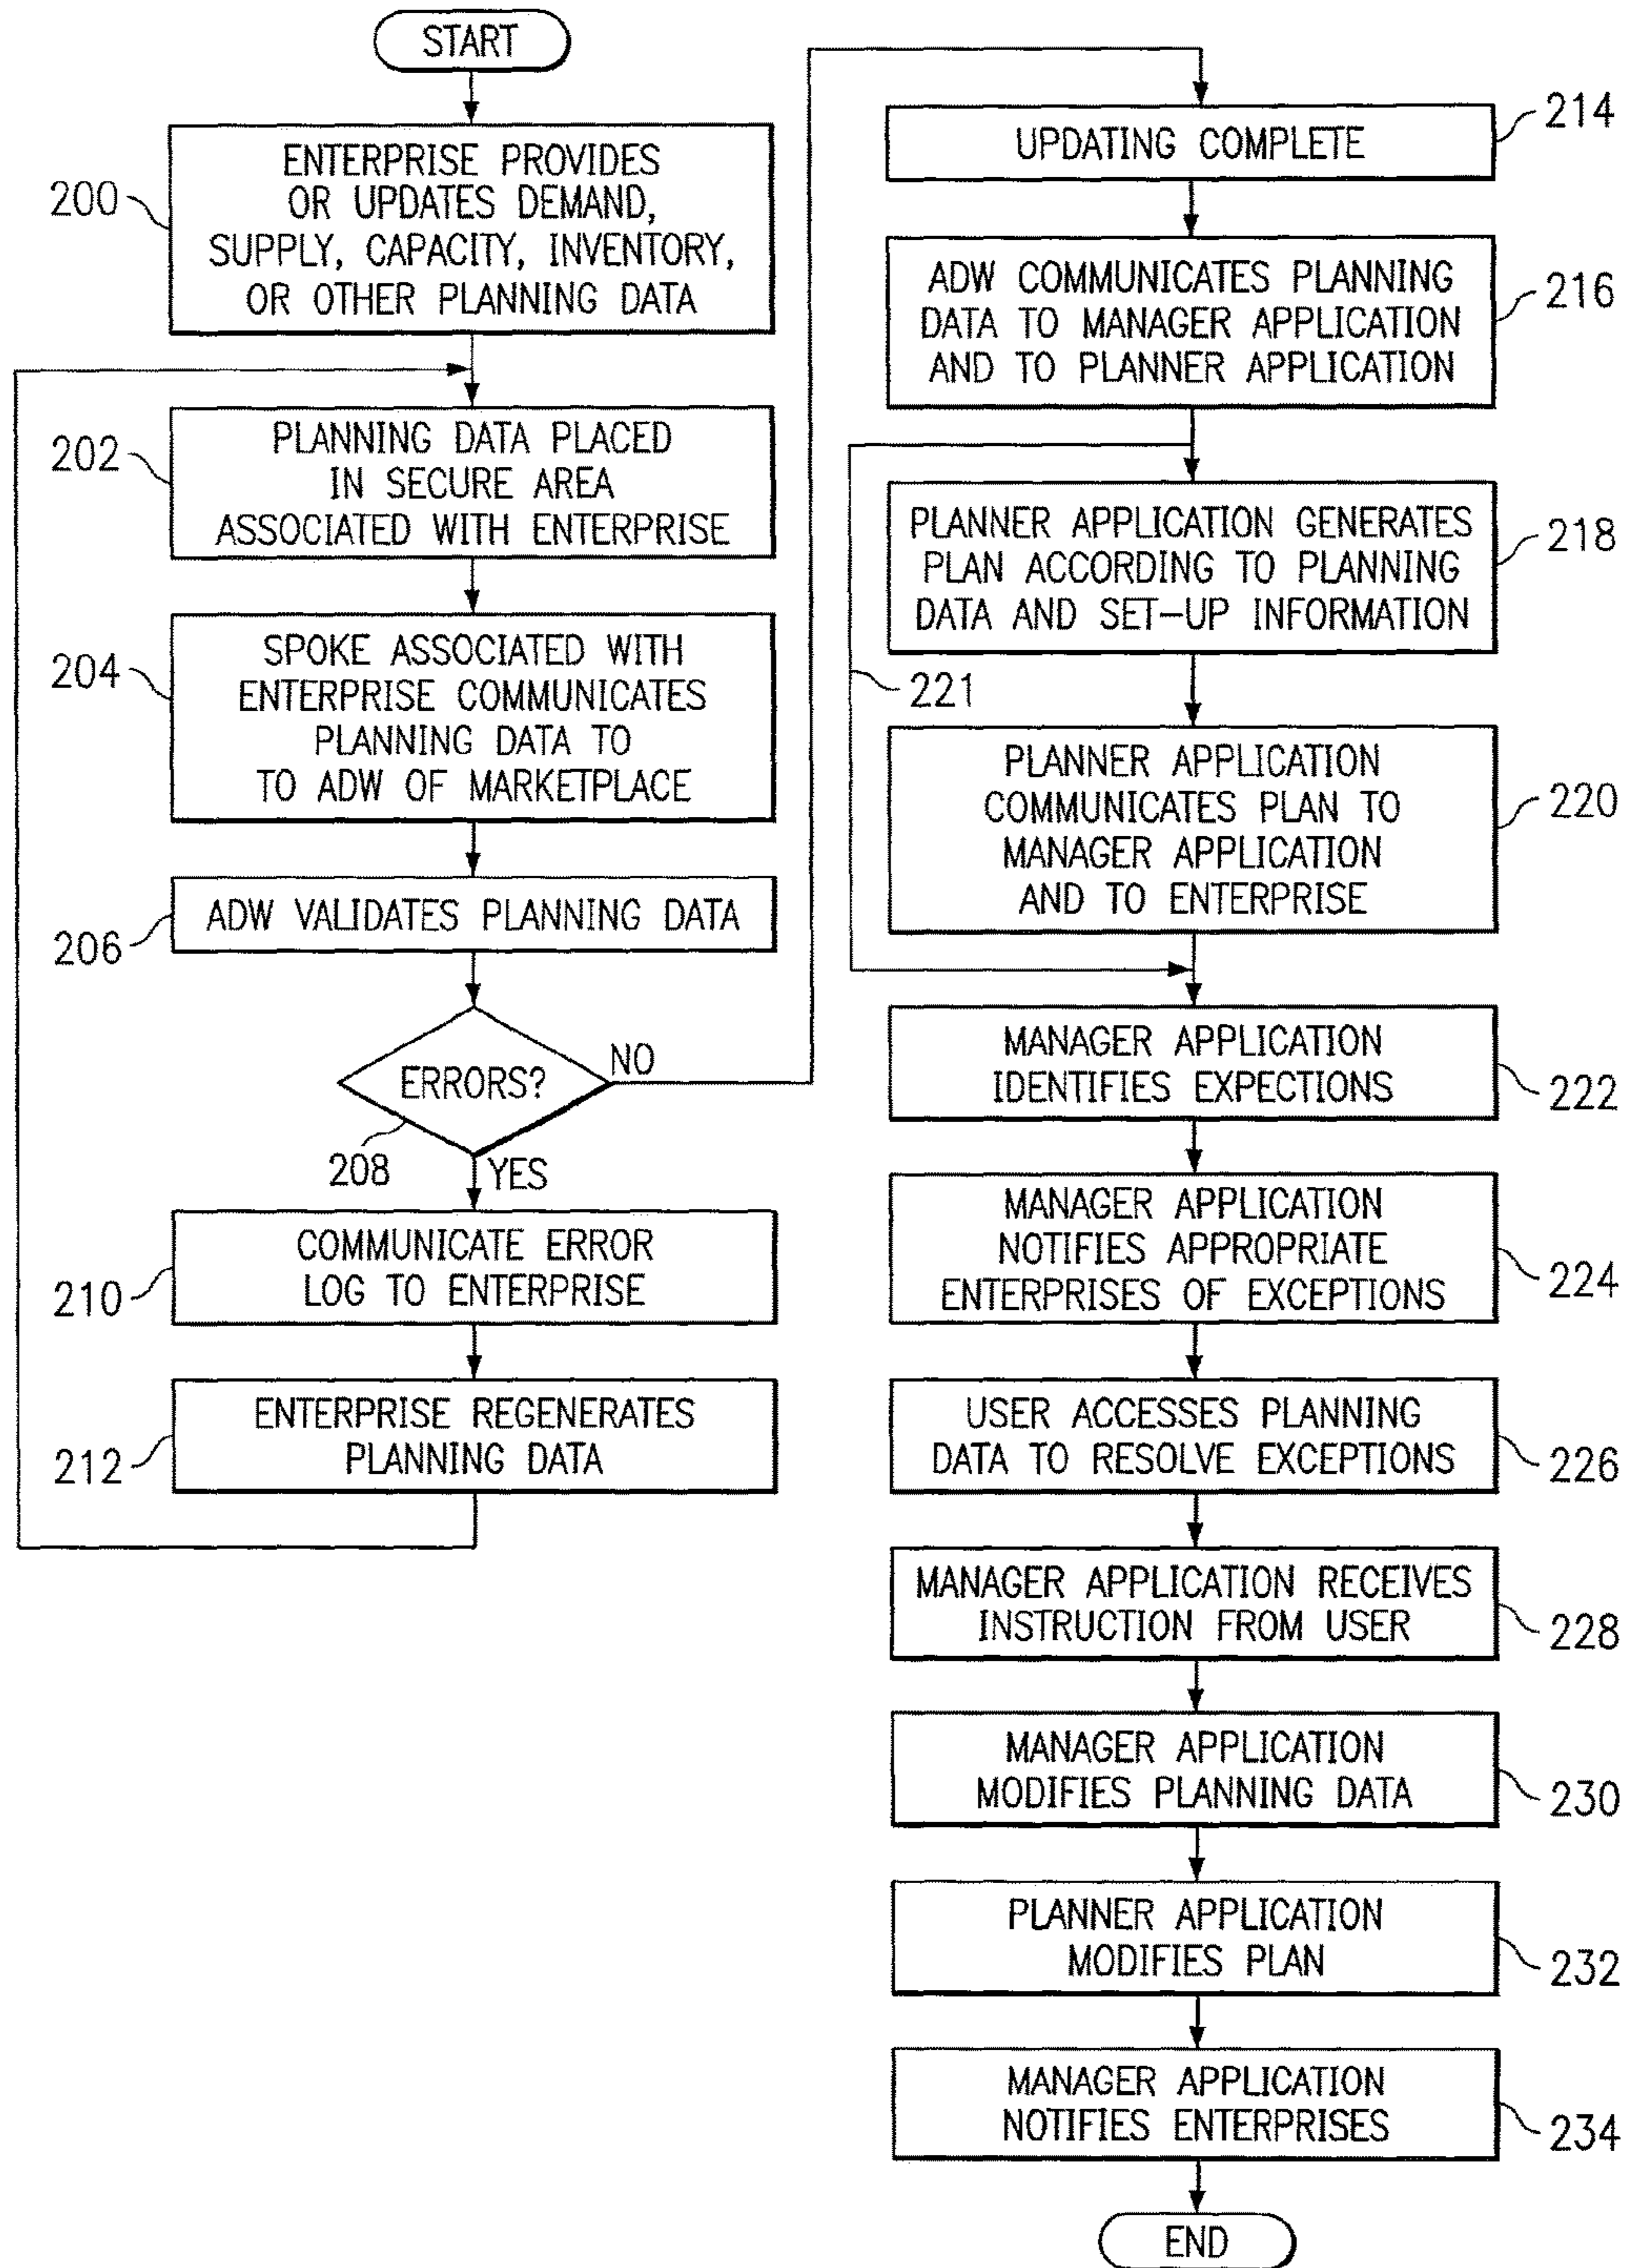 START
200
ENTERPRISE PROVIDES
OR UPDATES DEMAND,
SUPPLY, CAPACITY, INVENTORY,
OR OTHER PLANNING DATA
202
PLANNING DATA PLACED
IN SECURE AREA
ASSOCIATED WITH ENTERPRISE
204
SPOKE ASSOCIATED WITH
ENTERPRISE COMMUNICATES
PLANNING DATA TO
TO ADW OF MARKETPLACE
206
ADW VALIDATES PLANNING DATA
ERRORS?
NO
208
YES
210
COMMUNICATE ERROR
LOG TO ENTERPRISE
212
ENTERPRISE REGENERATES
PLANNING DATA
UPDATING COMPLETE
214
ADW COMMUNICATES PLANNING
DATA TO MANAGER APPLICATION
AND TO PLANNER APPLICATION
216
PLANNER APPLICATION GENERATES
PLAN ACCORDING TO PLANNING
DATA AND SET-UP INFORMATION
218
221
PLANNER APPLICATION
COMMUNICATES PLAN TO
MANAGER APPLICATION
AND TO ENTERPRISE
220
MANAGER APPLICATION
IDENTIFIES EXPECTIONS
222
MANAGER APPLICATION
NOTIFIES APPROPRIATE
ENTERPRISES OF EXCEPTIONS
224
USER ACCESSES PLANNING
DATA TO RESOLVE EXCEPTIONS
226
MANAGER APPLICATION RECEIVES
INSTRUCTION FROM USER
228
MANAGER APPLICATION
MODIFIES PLANNING DATA
230
PLANNER APPLICATION
MODIFIES PLAN
232
MANAGER APPLICATION
NOTIFIES ENTERPRISES
234
END